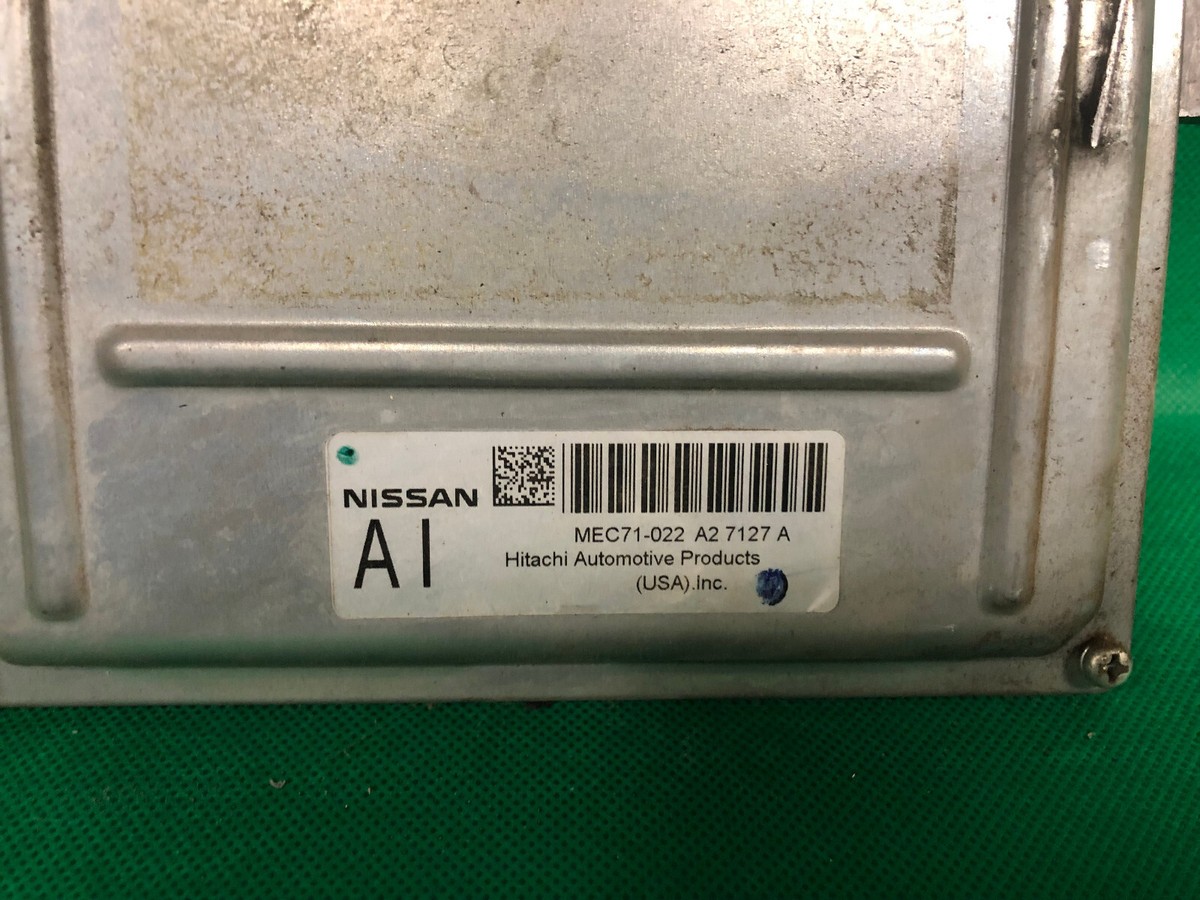 NISSAN
AI
MEC71-022 A2 7127 A
Hitachi Automotive Products
(USA).Inc.